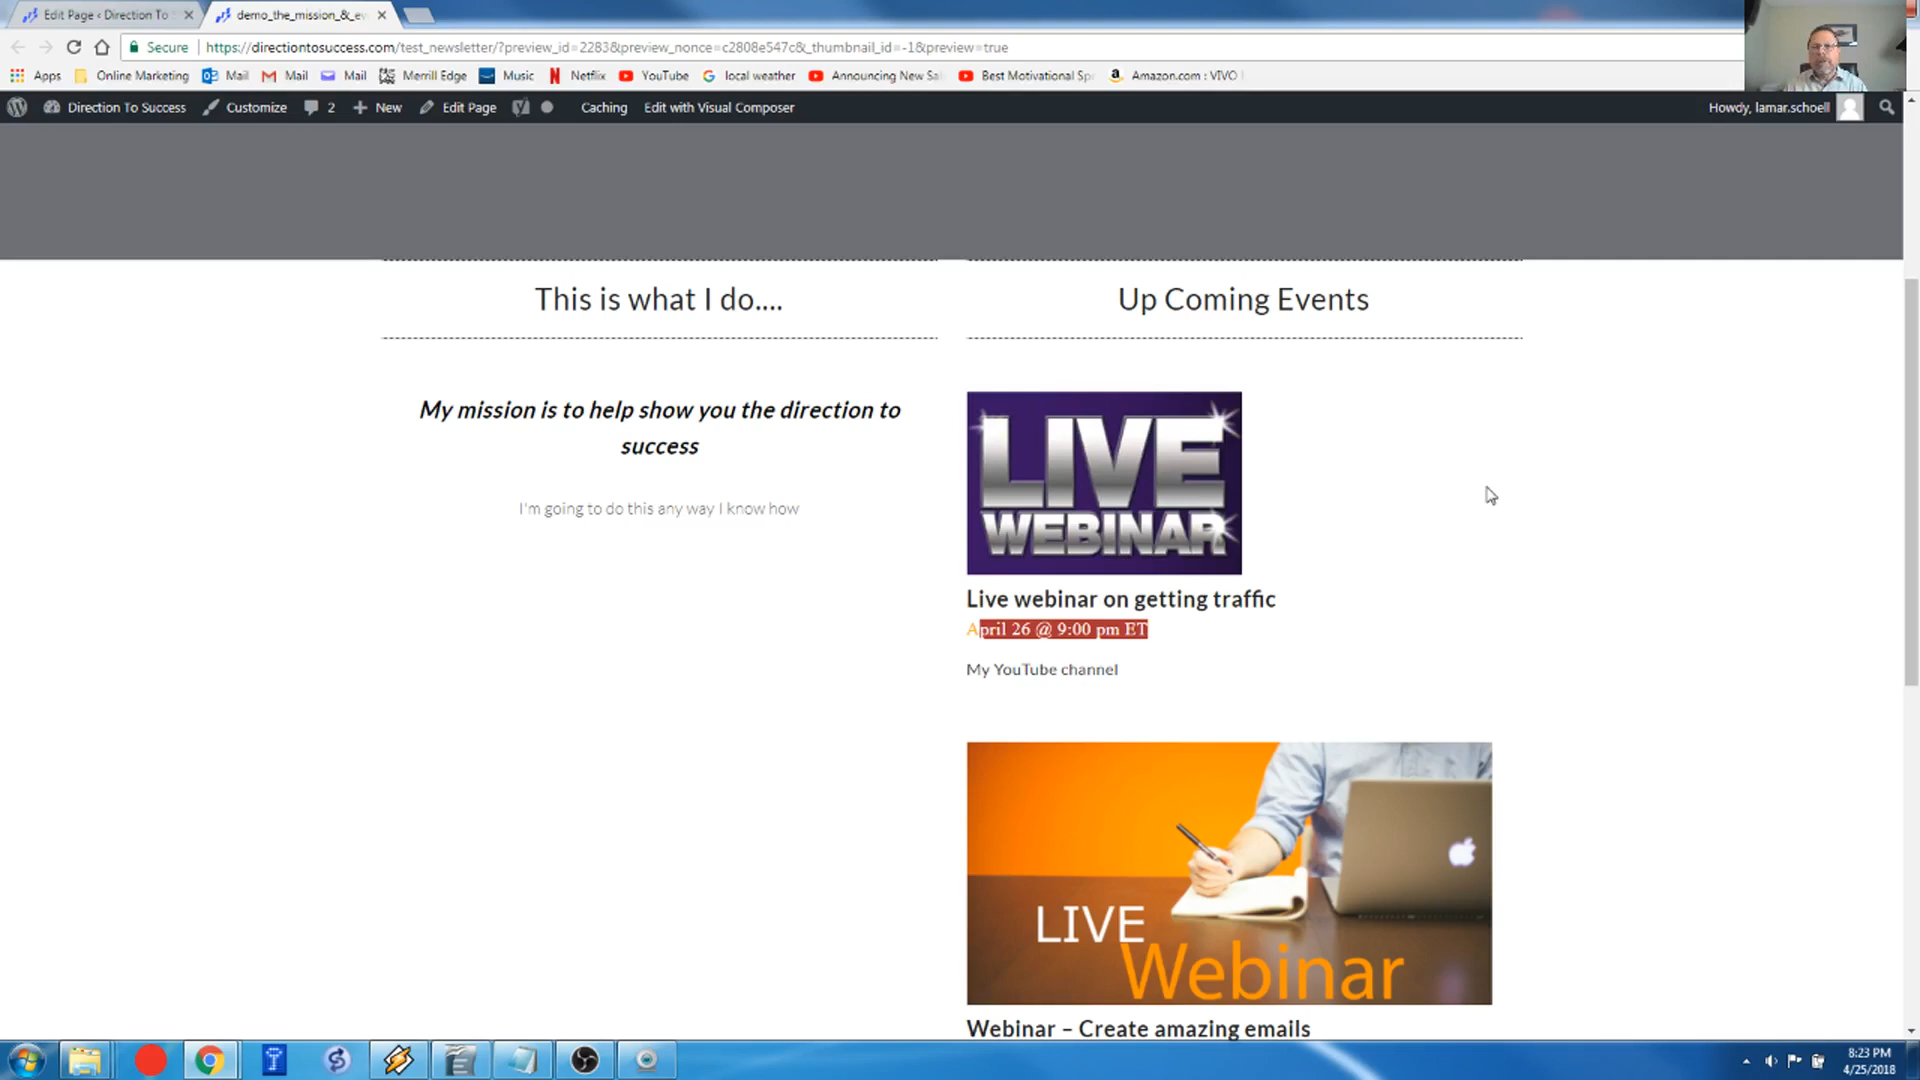 Edit Page ‹ Direction To
demo_the_mission_&_ev
Secure https://directiontosuccess.com/test_newsletter/?preview_id=2283&preview_nonce=c2808e547c&_thumbnail_id=-1&preview=true
Apps Online Marketing Mail Mail Mail Merrill Edge Music Netflix YouTube local weather Announcing New Sal Best Motivational Sp Amazon.com : VIVO
Direction To Success Customize 2 New Edit Page Caching Edit with Visual Composer Howdy, lamar.schoell
This is what I do....
Up Coming Events
My mission is to help show you the direction to
success
I'm going to do this any way I know how
LIVE
WEBINAR
Live webinar on getting traffic
April 26 @ 9:00 pm ET
My YouTube channel
LIVE
Webinar
Webinar – Create amazing emails
8:23 PM
4/25/2018